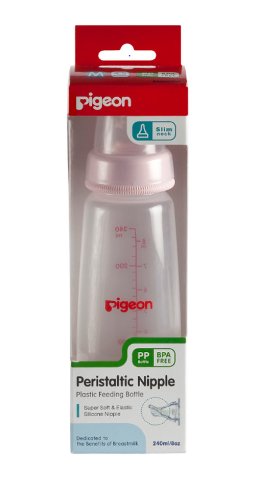 pigeon
Slim
neck
240
200
pigeon
PP
BOTTLE
BPA
FREE
Peristaltic Nipple
Plastic Feeding Bottle
Super Soft & Elastic
Silicone Nipple
Dedicated to
the Benefits of Breastmilk
240ml/8oz